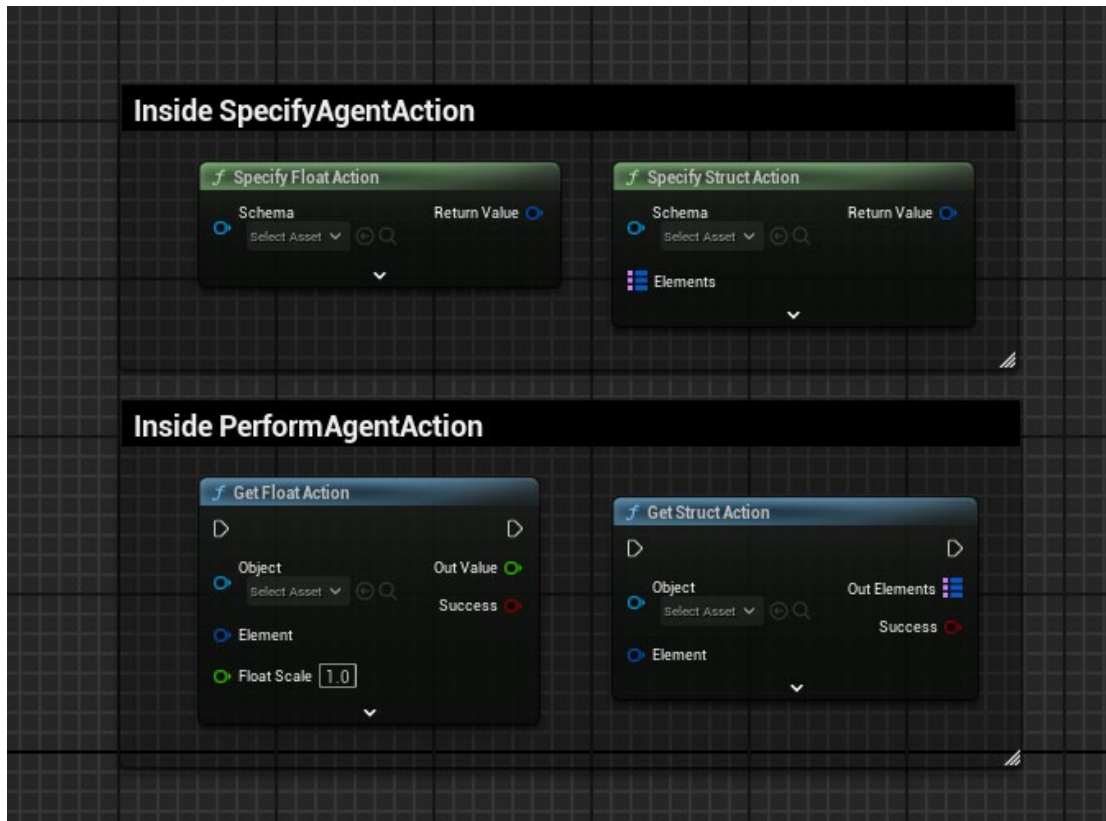 Inside SpecifyAgentAction
f Specify Float Action
Schema
Return Value
Select Asset
f Specify Struct Action
Schema
Return Value
Select Asset
Elements
Inside PerformAgentAction
f Get Float Action
Object
Out Value
Select Asset
Success
Element
Float Scale 1.0
f Get Struct Action
Object
Out Elements
Select Asset
Success
Element